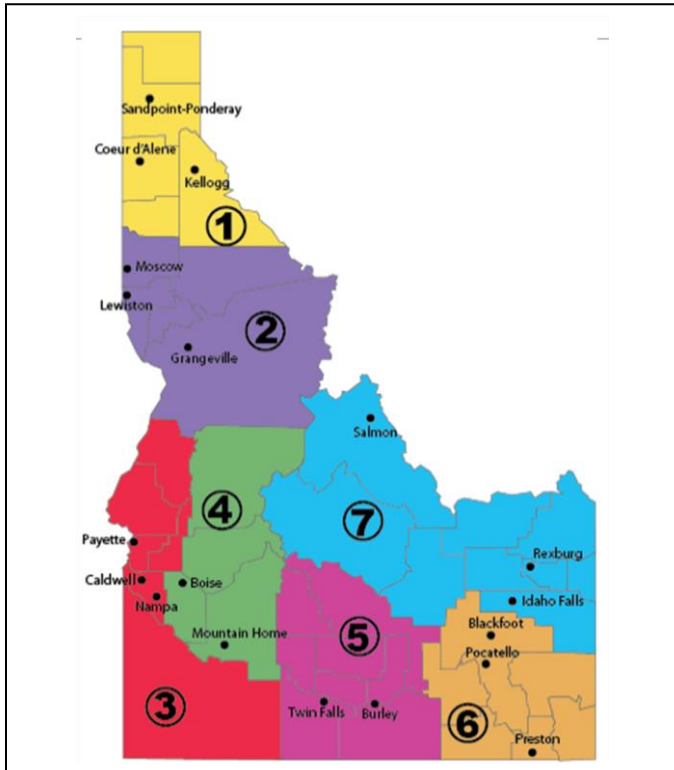 Sandpoint-Ponderay
Coeur d'Alene
Kellogg
1
Moscow
Lewiston
2
Grangeville
Salmon
4
7
Payette
Rexburg
Caldwell
Boise
Nampa
Idaho Falls
Blackfoot
Mountain Home
5
Pocatello
3
Twin Falls
Burley
6
Preston